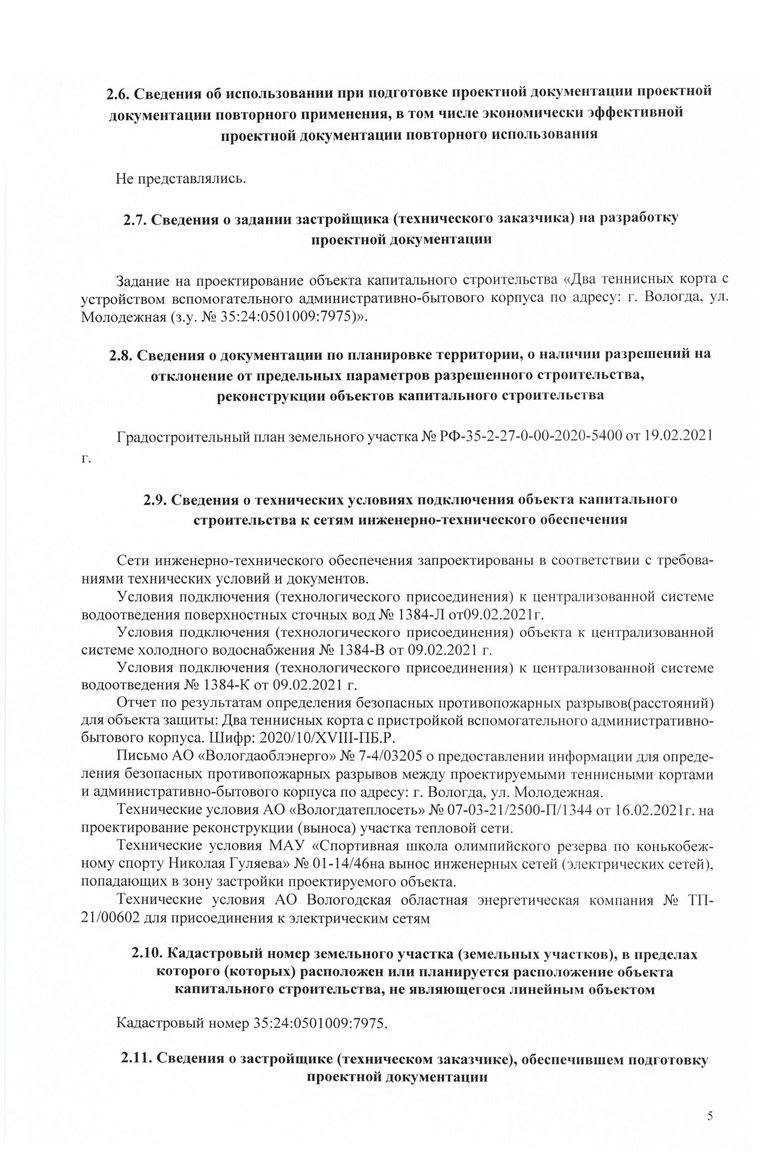 2.6. Сведения об использовании при подготовке проектной документации проектной
документации повторного применения, в том числе экономически эффективной
проектной документации повторного использования
Не представлялись.
2.7. Сведения о задании застройщика (технического заказчика) на разработку
проектной документации
Задание на проектирование объекта капитального строительства «Два теннисных корта с
устройством вспомогательного административно-бытового корпуса по адресу: г. Вологда, ул.
Молодежная (з.у. № 35:24:0501009:7975)».
2.8. Сведения о документации по планировке территории, о наличии разрешений на
отклонение от предельных параметров разрешенного строительства,
реконструкции объектов капитального строительства
Градостроительный план земельного участка № РФ-35-2-27-0-00-2020-5400 от 19.02.2021
г.
2.9. Сведения о технических условиях подключения объекта капитального
строительства к сетям инженерно-технического обеспечения
Сети инженерно-технического обеспечения запроектированы в соответствии с требова-
ниями технических условий и документов.
Условия подключения (технологического присоединения) к централизованной системе
водоотведения поверхностных сточных вод № 1384-Л от09.02.2021г.
Условия подключения (технологического присоединения) объекта к централизованной
системе холодного водоснабжения № 1384-В от 09.02.2021 г.
Условия подключения (технологического присоединения) к централизованной системе
водоотведения № 1384-К от 09.02.2021 г.
Отчет по результатам определения безопасных противопожарных разрывов(расстояний)
для объекта защиты: Два теннисных корта с пристройкой вспомогательного административно-
бытового корпуса. Шифр: 2020/10/XVIII-ПБ.Р.
Письмо АО «Вологдаоблэнерго» № 7-4/03205 о предоставлении информации для опреде-
ления безопасных противопожарных разрывов между проектируемыми теннисными кортами
и административно-бытового корпуса по адресу: г. Вологда, ул. Молодежная.
Технические условия АО «Вологдатеплосеть» № 07-03-21/2500-П/1344 от 16.02.2021г. на
проектирование реконструкции (выноса) участка тепловой сети.
Технические условия МАУ «Спортивная школа олимпийского резерва по конькобеж-
ному спорту Николая Гуляева» № 01-14/46на вынос инженерных сетей (электрических сетей),
попадающих в зону застройки проектируемого объекта.
Технические условия АО Вологодская областная энергетическая компания № ТП-
21/00602 для присоединения к электрическим сетям
2.10. Кадастровый номер земельного участка (земельных участков), в пределах
которого (которых) расположен или планируется расположение объекта
капитального строительства, не являющегося линейным объектом
Кадастровый номер 35:24:0501009:7975.
2.11. Сведения о застройщике (техническом заказчике), обеспечившем подготовку
проектной документации
5